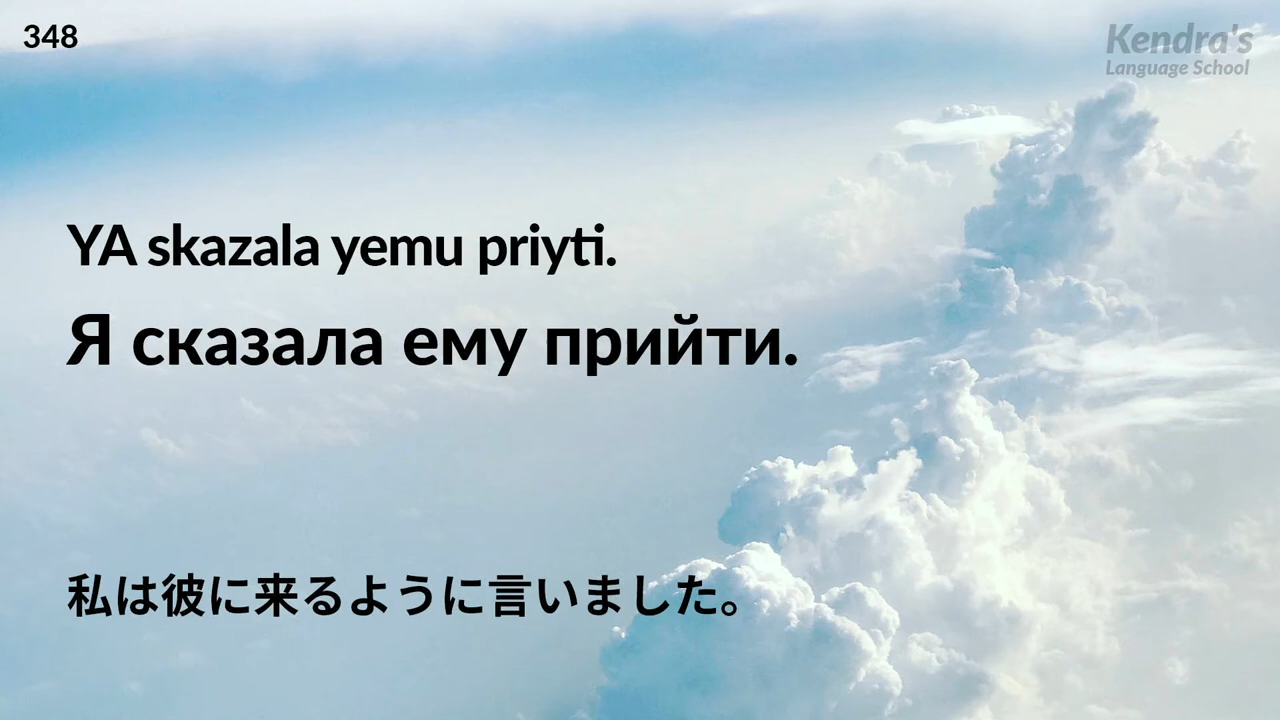 348
Kendra's
Language School
YA skazala yemu priyti.
Я сказала ему прийти.
私は彼に来るように言いました。